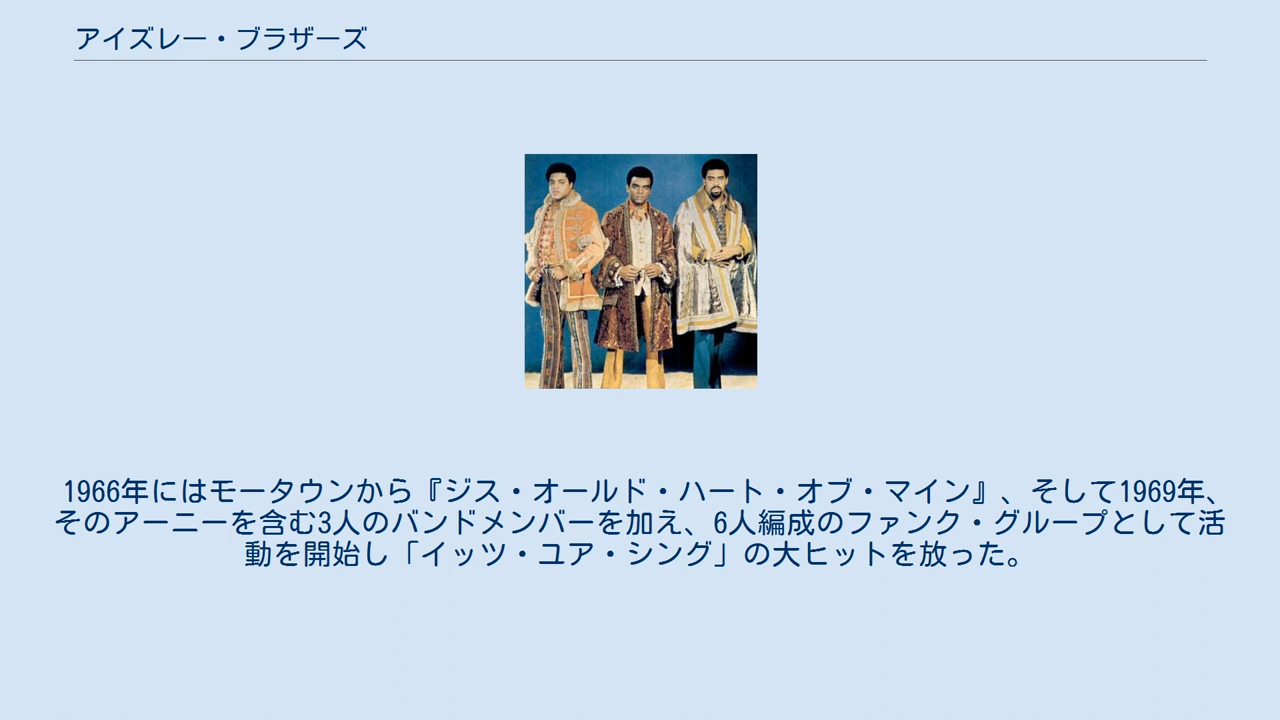 アイズレー・ブラザーズ
1966年にはモータウンから『ジス・オールド・ハート・オブ・マイン』、そして1969年、
そのアーニーを含む3人のバンドメンバーを加え、6人編成のファンク・グループとして活
動を開始し「イッツ・ユア・シング」の大ヒットを放った。